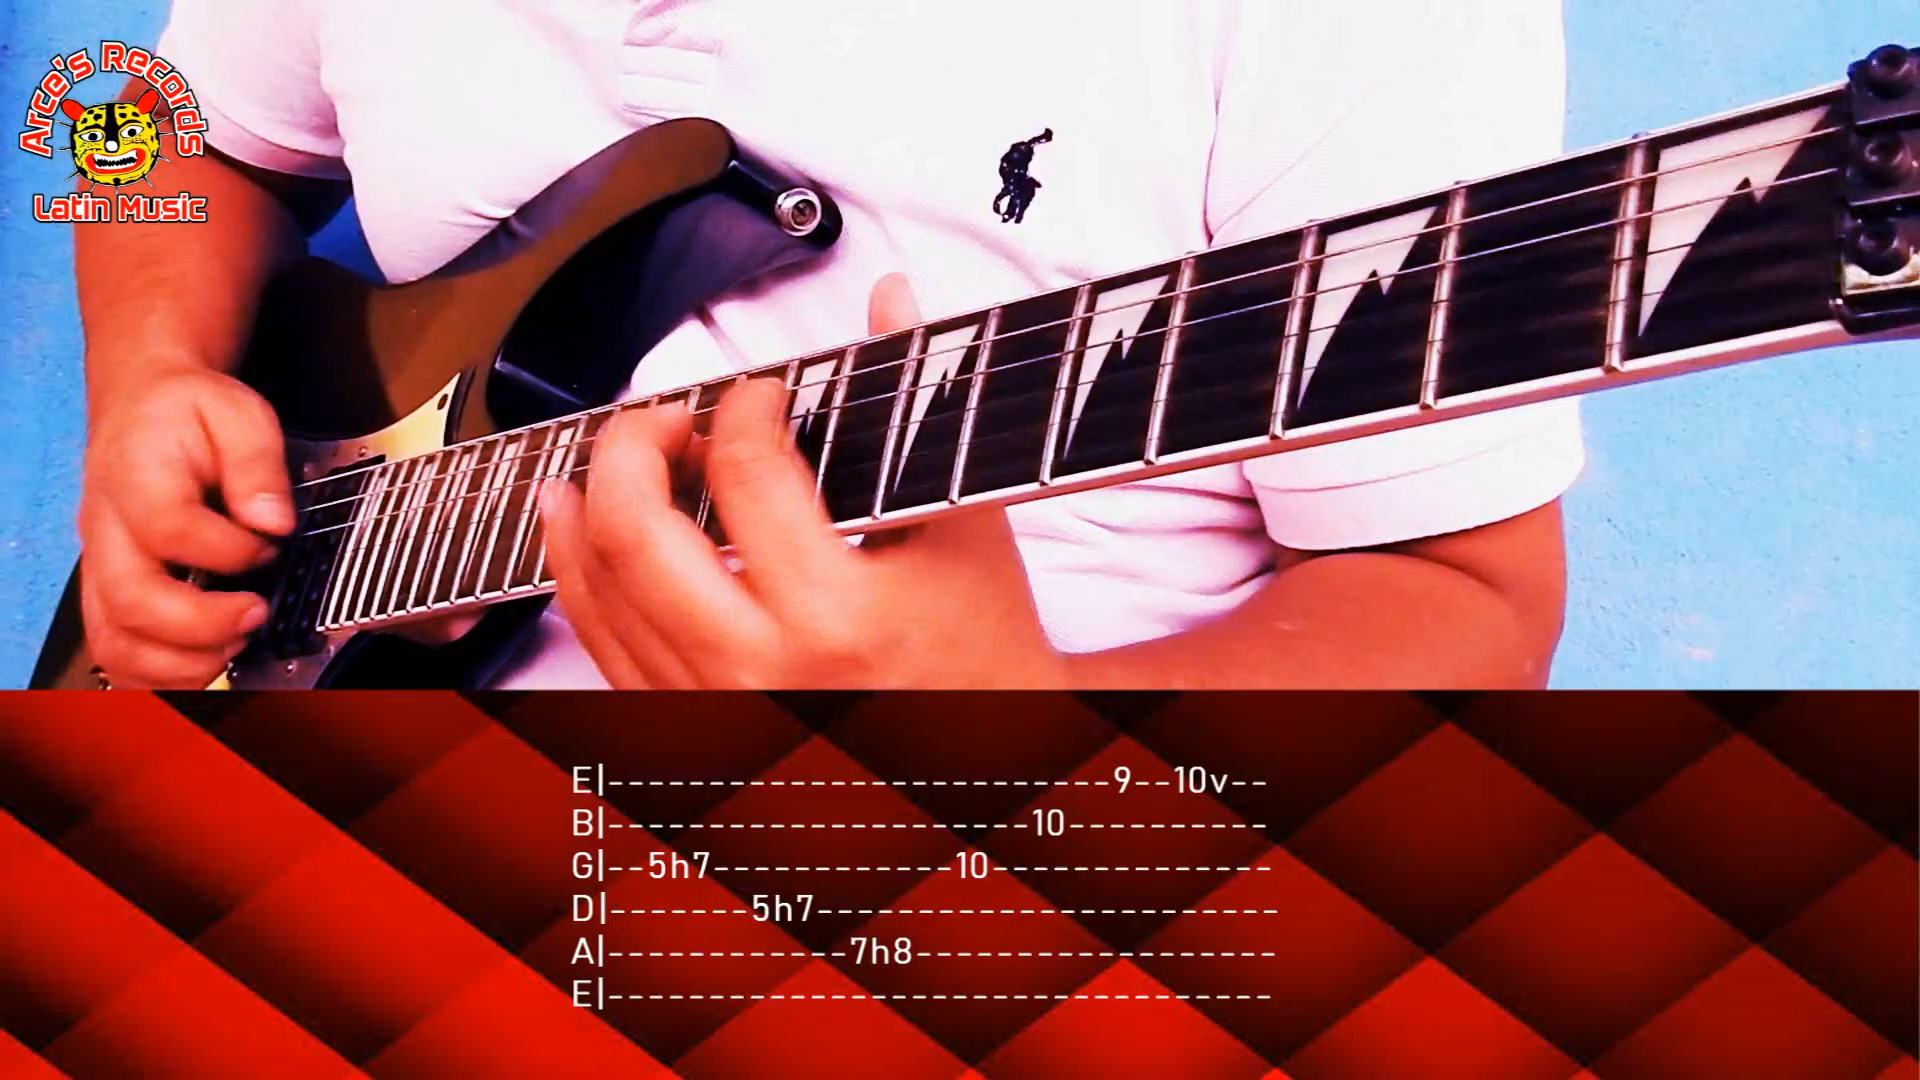 Arce's Records
Latin Music
E|-------------------------9--10v--
B|---------------------10----------
G|--5h7------------10--------------
D|-------5h7-----------------------
A|------------7h8------------------
E|---------------------------------